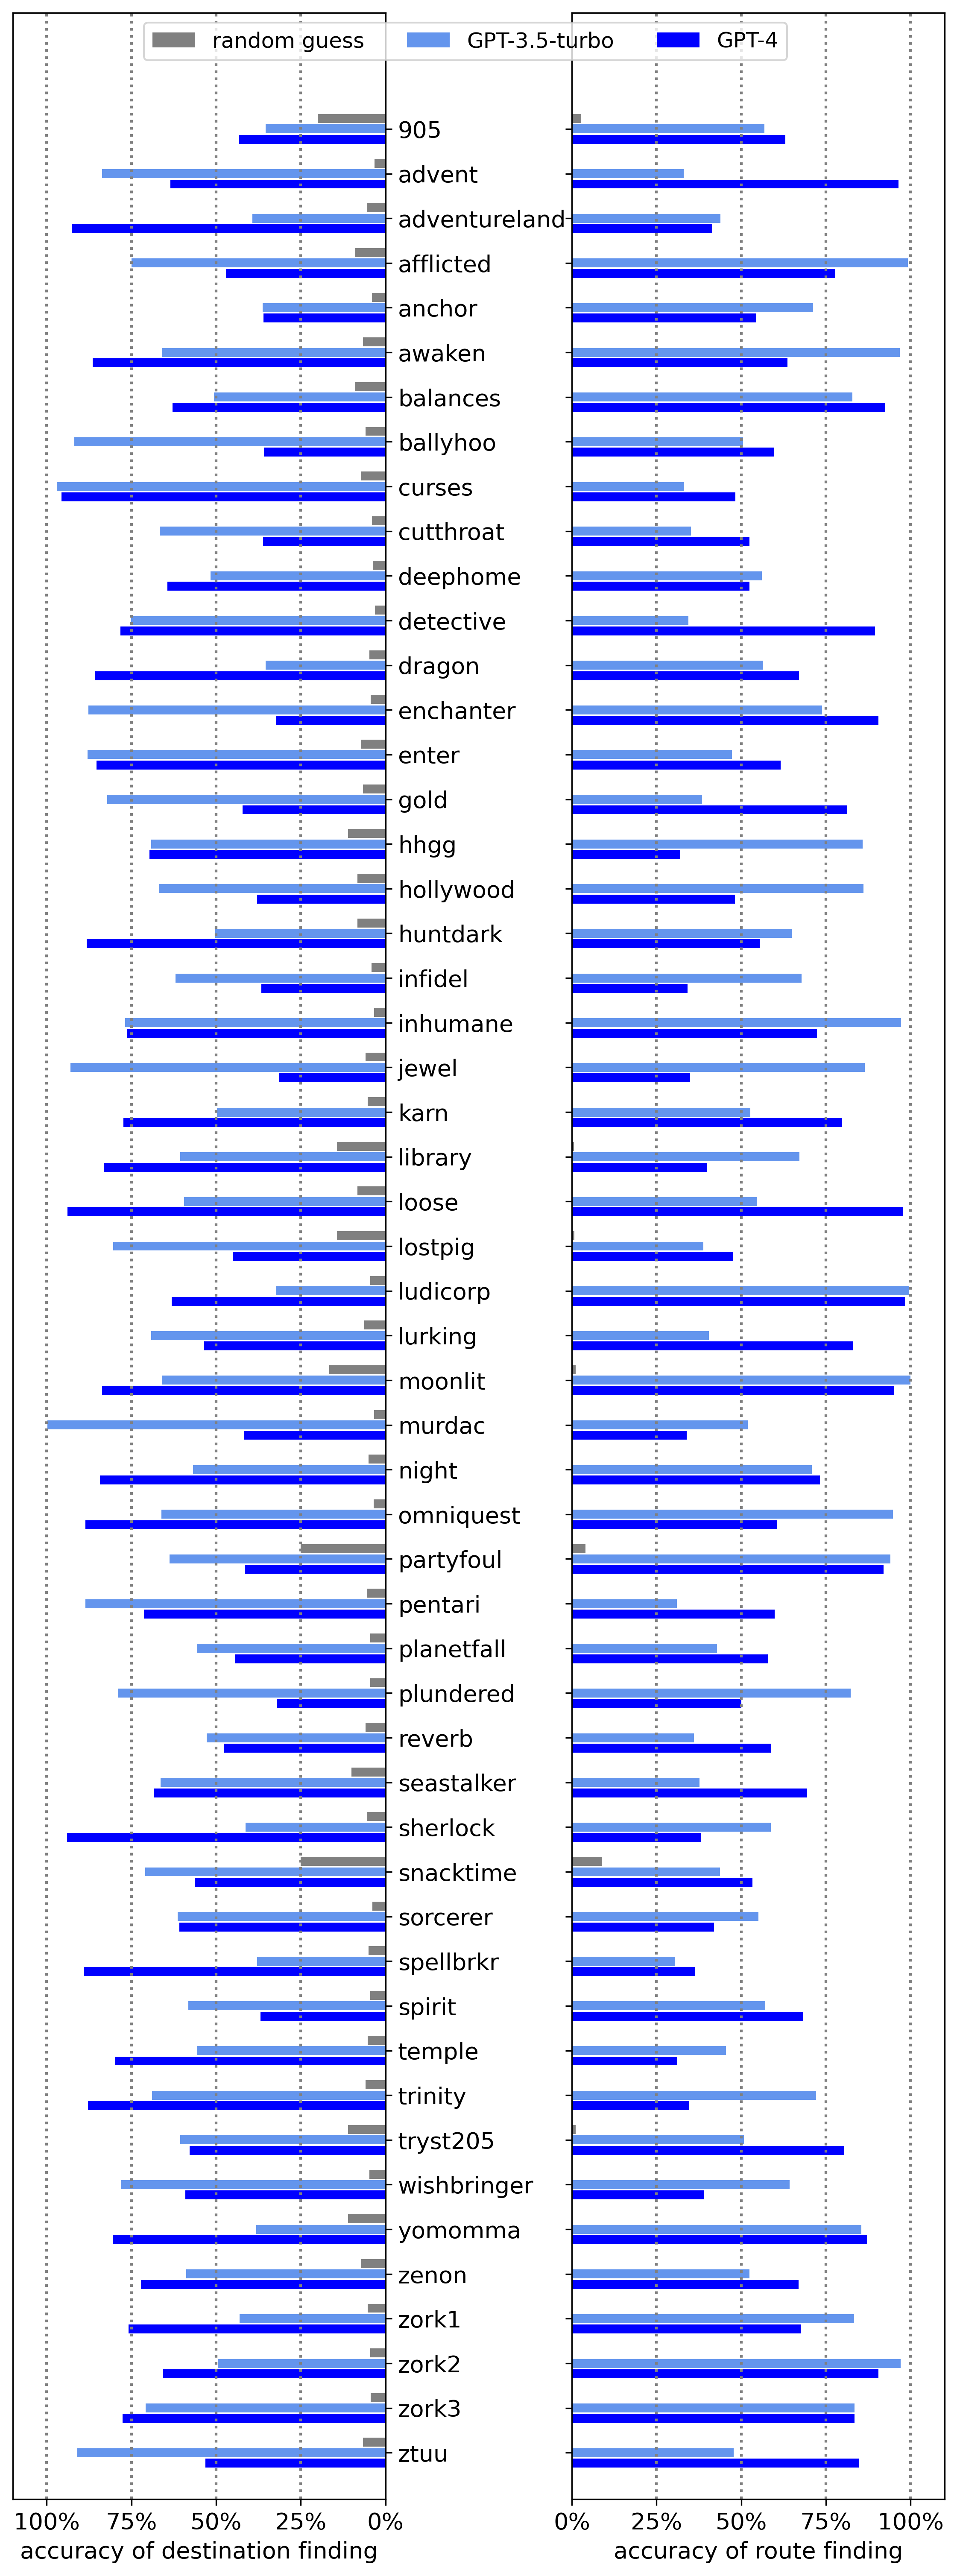 random guess GPT-3.5-turbo GPT-4
905
advent
adventureland
afflicted
anchor
awaken
balances
ballyhoo
curses
cutthroat
deephome
detective
dragon
enchanter
enter
gold
hhgg
hollywood
huntdark
infidel
inhumane
jewel
karn
library
loose
lostpig
ludicorp
lurking
moonlit
murdac
night
omniquest
partyfoul
pentari
planetfall
plundered
reverb
seastalker
sherlock
snacktime
sorcerer
spellbrkr
spirit
temple
trinity
tryst205
wishbringer
yomomma
zenon
zork1
zork2
zork3
ztuu
100% 75% 50% 25% 0% 0% 25% 50% 75% 100%
accuracy of destination finding accuracy of route finding